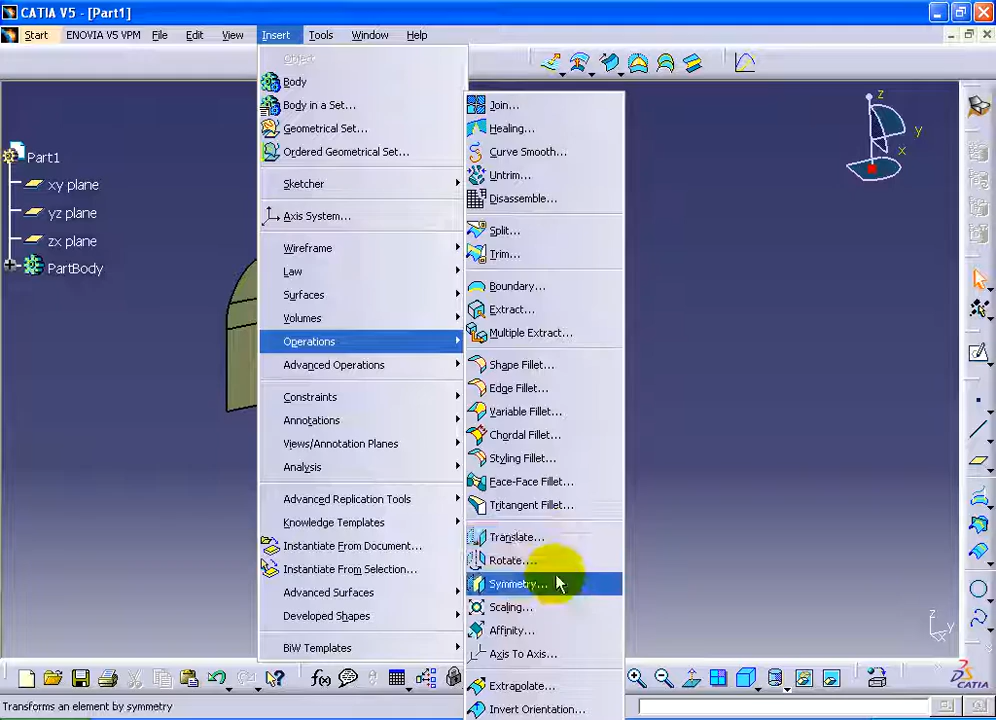 CATIA V5 - [Part1]
Start ENOVIA V5 VPM File Edit View Insert Tools Window Help
Object
Body
Body in a Set...
Geometrical Set...
Ordered Geometrical Set...
Sketcher
Axis System...
Wireframe
Law
Surfaces
Volumes
Operations
Advanced Operations
Constraints
Annotations
Views/Annotation Planes
Analysis
Advanced Replication Tools
Knowledge Templates
Instantiate From Document...
Instantiate From Selection...
Advanced Surfaces
Developed Shapes
BiW Templates
Join...
Healing...
Curve Smooth...
Untrim...
Disassemble...
Split...
Trim...
Boundary...
Extract...
Multiple Extract...
Shape Fillet...
Edge Fillet...
Variable Fillet...
Chordal Fillet...
Styling Fillet...
Face-Face Fillet...
Tritangent Fillet...
Translate...
Rotate...
Symmetry...
Scaling...
Affinity...
Axis To Axis...
Extrapolate...
Invert Orientation...
Part1
xy plane
yz plane
zx plane
PartBody
z
y
x
z
y
f(x)
CATIA
Transforms an element by symmetry